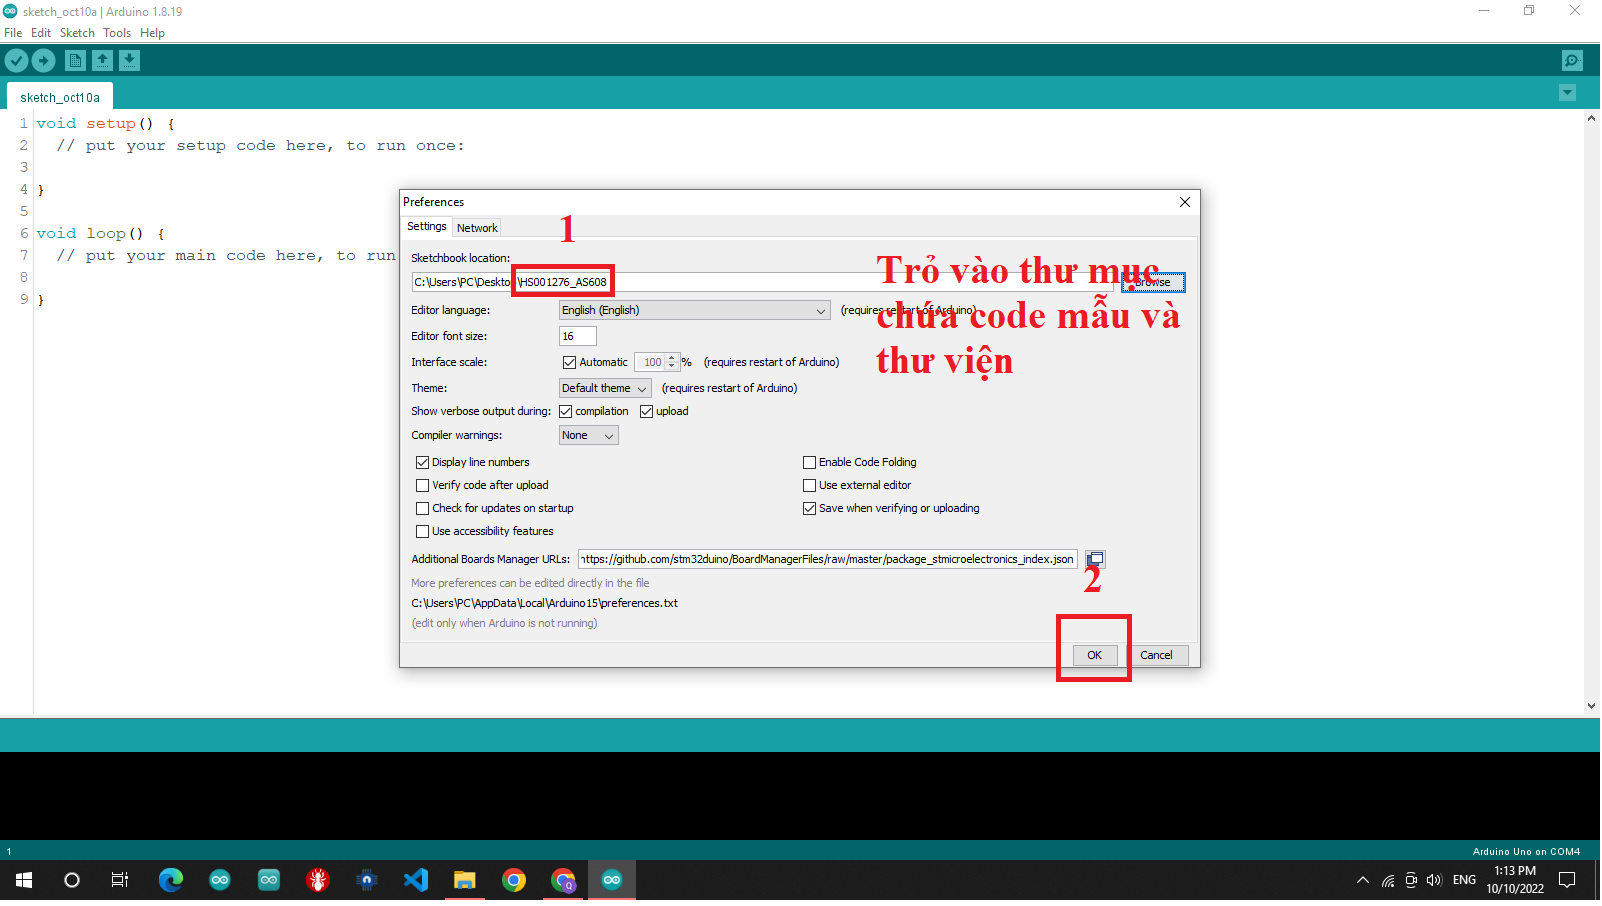 sketch_oct10a | Arduino 1.8.19
File Edit Sketch Tools Help
sketch_oct10a
1 void setup() {
2 // put your setup code here, to run once:
3
4 }
5
6 void loop() {
7 // put your main code here, to run
8
9 }
Preferences
Settings Network
1
Sketchbook location:
C:\Users\PC\Desktop\HS001276_AS608
Browse
Trỏ vào thư mục
chứa code mẫu và
thư viện
Editor language: English (English) (requires restart of Arduino)
Editor font size: 16
Interface scale: Automatic 100 % (requires restart of Arduino)
Theme: Default theme (requires restart of Arduino)
Show verbose output during: compilation upload
Compiler warnings: None
Display line numbers Enable Code Folding
Verify code after upload Use external editor
Check for updates on startup Save when verifying or uploading
Use accessibility features
Additional Boards Manager URLs: https://github.com/stm32duino/BoardManagerFiles/raw/master/package_stmicroelectronics_index.json
More preferences can be edited directly in the file
2
C:\Users\PC\AppData\Local\Arduino15\preferences.txt
(edit only when Arduino is not running)
OK Cancel
1 Arduino Uno on COM4
Q
ENG
1:13 PM
10/10/2022